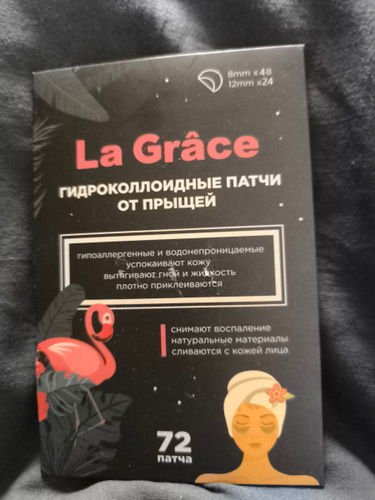 8mm x48
12mm x24
La Grâce
ГИДРОКОЛЛОИДНЫЕ ПАТЧИ
ОТ ПРЫЩЕЙ
гипоаллергенные и водонепроницаемые
успокаивают кожу
вытягивают гной и жидкость
плотно приклеиваются
снимают воспаление
натуральные материалы
сливаются с кожей лица
72
патча